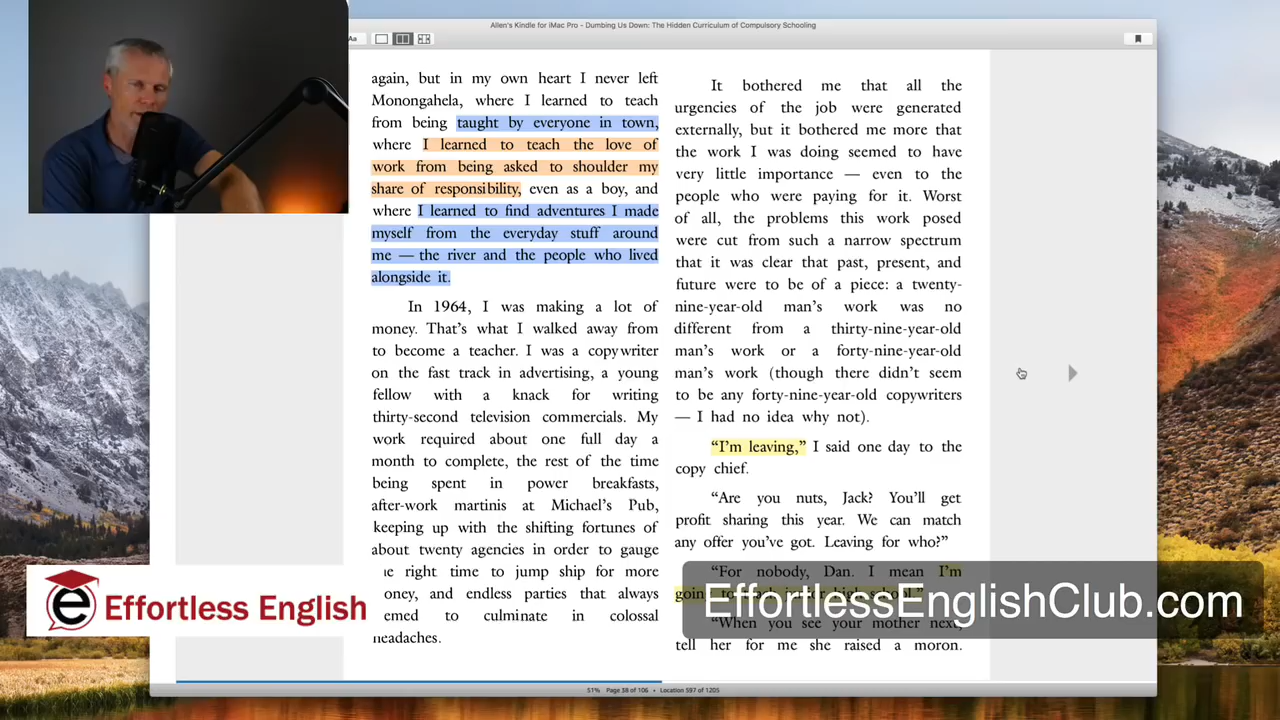 Allen's Kindle for iMac Pro - Dumbing Us Down: The Hidden Curriculum of Compulsory Schooling
Aa
again, but in my own heart I never left
Monongahela, where I learned to teach
from being taught by everyone in town,
where I learned to teach the love of
work from being asked to shoulder my
share of responsibility, even as a boy, and
where I learned to find adventures I made
myself from the everyday stuff around
me — the river and the people who lived
alongside it.
In 1964, I was making a lot of
money. That's what I walked away from
to become a teacher. I was a copywriter
on the fast track in advertising, a young
fellow with a knack for writing
thirty-second television commercials. My
work required about one full day a
month to complete, the rest of the time
being spent in power breakfasts,
after-work martinis at Michael's Pub,
keeping up with the shifting fortunes of
about twenty agencies in order to gauge
right time to jump ship for more
and endless parties that always
to culminate in colossal
headaches.
It bothered me that all the
urgencies of the job were generated
externally, but it bothered me more that
the work I was doing seemed to have
very little importance — even to the
people who were paying for it. Worst
of all, the problems this work posed
were cut from such a narrow spectrum
that it was clear that past, present, and
future were to be of a piece: a twenty-
nine-year-old man's work was no
different from a thirty-nine-year-old
man's work or a forty-nine-year-old
man's work (though there didn't seem
to be any forty-nine-year-old copywriters
— I had no idea why not).
“I'm leaving,” I said one day to the
copy chief.
“Are you nuts, Jack? You'll get
profit sharing this year. We can match
any offer you've got. Leaving for who?”
“For nobody, Dan. I mean I'm
“When you see your mother next,
tell her for me she raised a moron.
e Effortless English
EffortlessEnglishClub.com
51% Page 38 of 106 • Location 597 of 1205